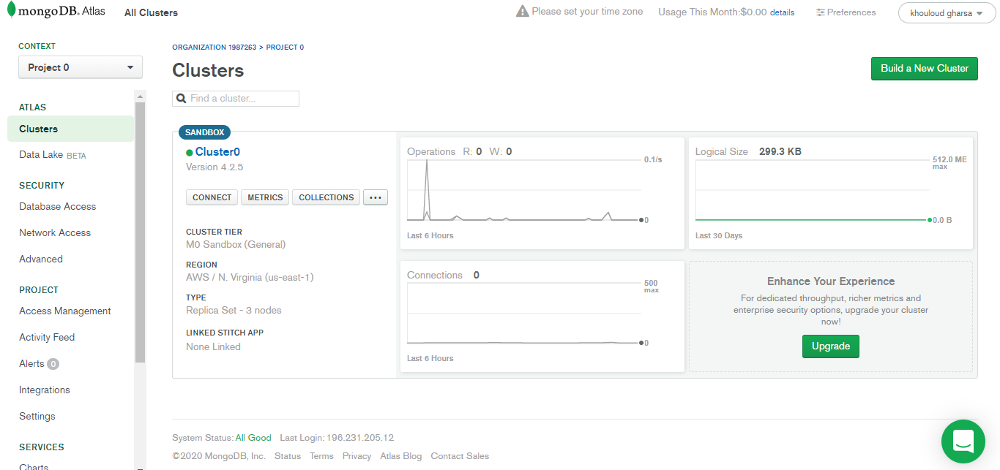 mongoDB. Atlas All Clusters Please set your time zone Usage This Month:$0.00 details Preferences khouloud gharsa
CONTEXT
Project 0
ATLAS
Clusters
Data Lake BETA
SECURITY
Database Access
Network Access
Advanced
PROJECT
Access Management
Activity Feed
Alerts 0
Integrations
Settings
SERVICES
Charts
ORGANIZATION 1987263 > PROJECT 0
Clusters
Build a New Cluster
Find a cluster...
SANDBOX
Cluster0
Version 4.2.5
CONNECT METRICS COLLECTIONS ...
CLUSTER TIER
M0 Sandbox (General)
REGION
AWS / N. Virginia (us-east-1)
TYPE
Replica Set - 3 nodes
LINKED STITCH APP
None Linked
Operations R: 0 W: 0
0.1/s
0
Last 6 Hours
Logical Size 299.3 KB
512.0 MB
max
0.0 B
Last 30 Days
Connections 0
500
max
0
Last 6 Hours
Enhance Your Experience
For dedicated throughput, richer metrics and
enterprise security options, upgrade your cluster
now!
Upgrade
System Status: All Good Last Login: 196.231.205.12
©2020 MongoDB, Inc. Status Terms Privacy Atlas Blog Contact Sales